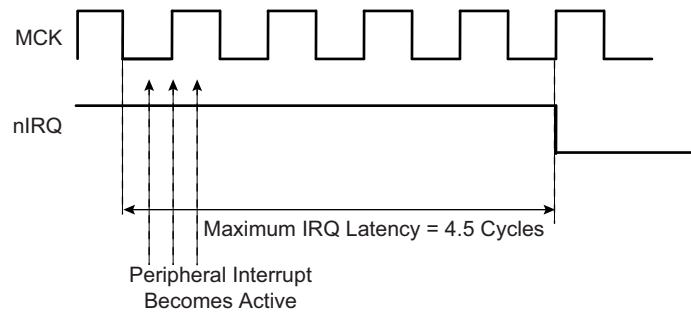 MCK
nIRQ
Maximum IRQ Latency = 4.5 Cycles
Peripheral Interrupt
Becomes Active